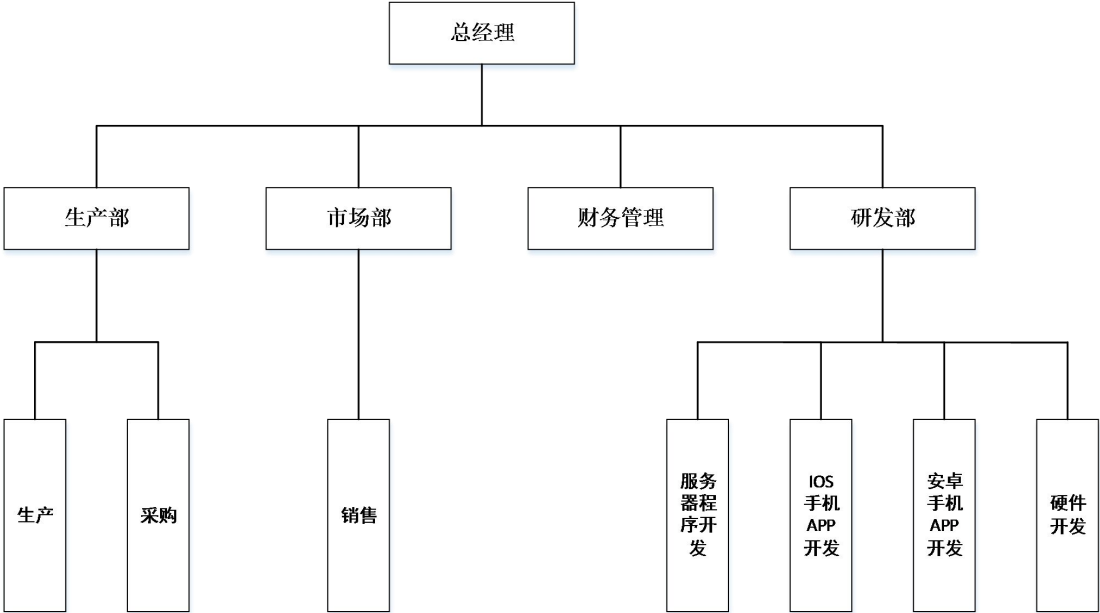 总经理
生产部
市场部
财务管理
研发部
生产
采购
销售
服务
器程
序开
发
IOS
手机
APP
开发
安卓
手机
APP
开发
硬件
开发